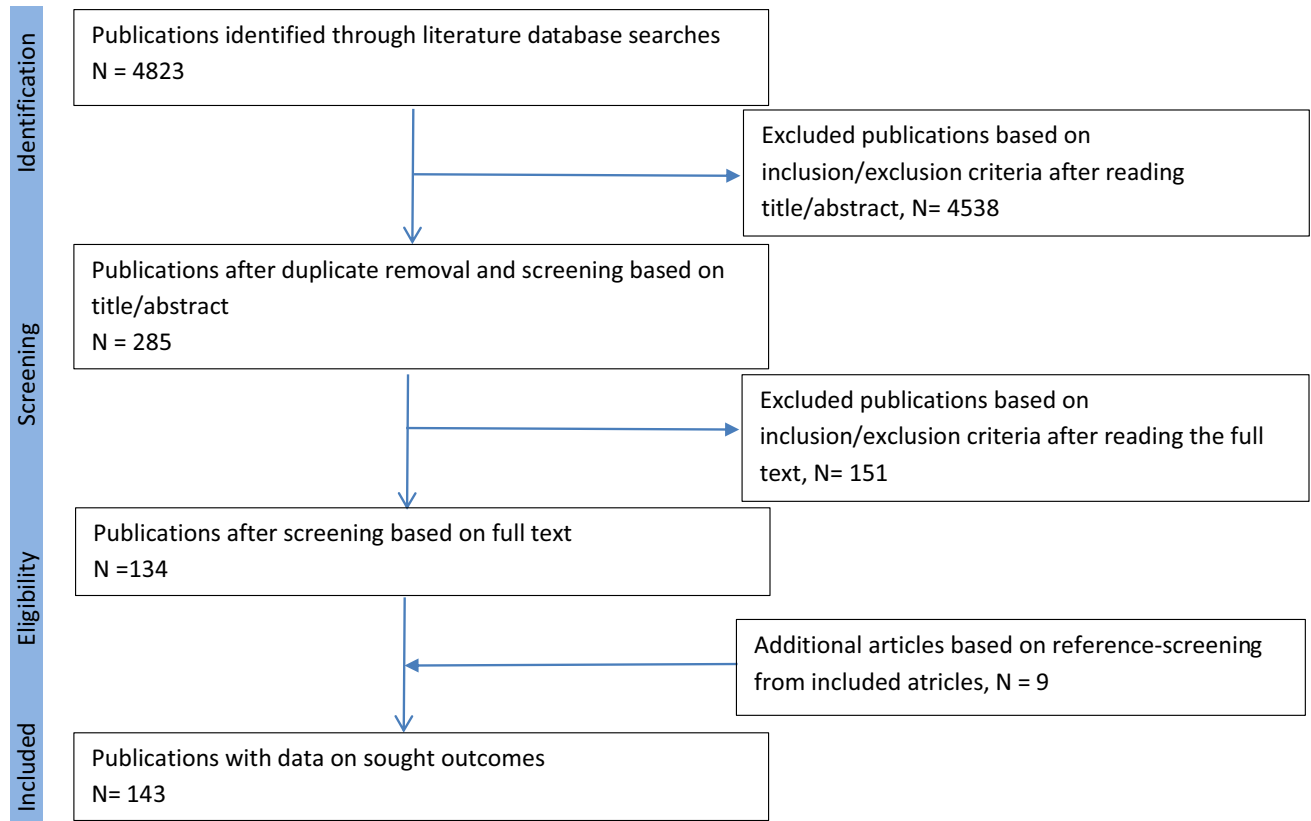 Identification
Publications identified through literature database searches
N = 4823
Excluded publications based on
inclusion/exclusion criteria after reading
title/abstract, N= 4538
Screening
Publications after duplicate removal and screening based on
title/abstract
N = 285
Excluded publications based on
inclusion/exclusion criteria after reading the full
text, N= 151
Eligibility
Publications after screening based on full text
N =134
Additional articles based on reference-screening
from included atricles, N = 9
Included
Publications with data on sought outcomes
N= 143